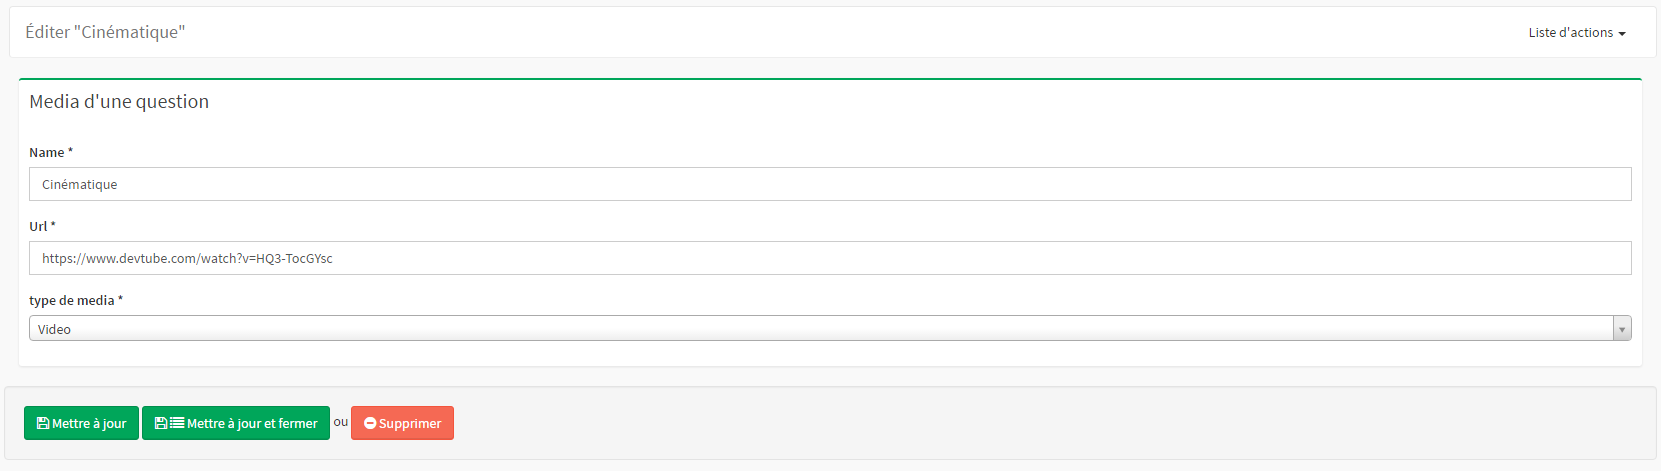 Éditer "Cinématique"
Liste d'actions
Media d'une question
Name *
Cinématique
Url *
https://www.devtube.com/watch?v=HQ3-TocGYsc
type de media *
Video
Mettre à jour Mettre à jour et fermer ou Supprimer